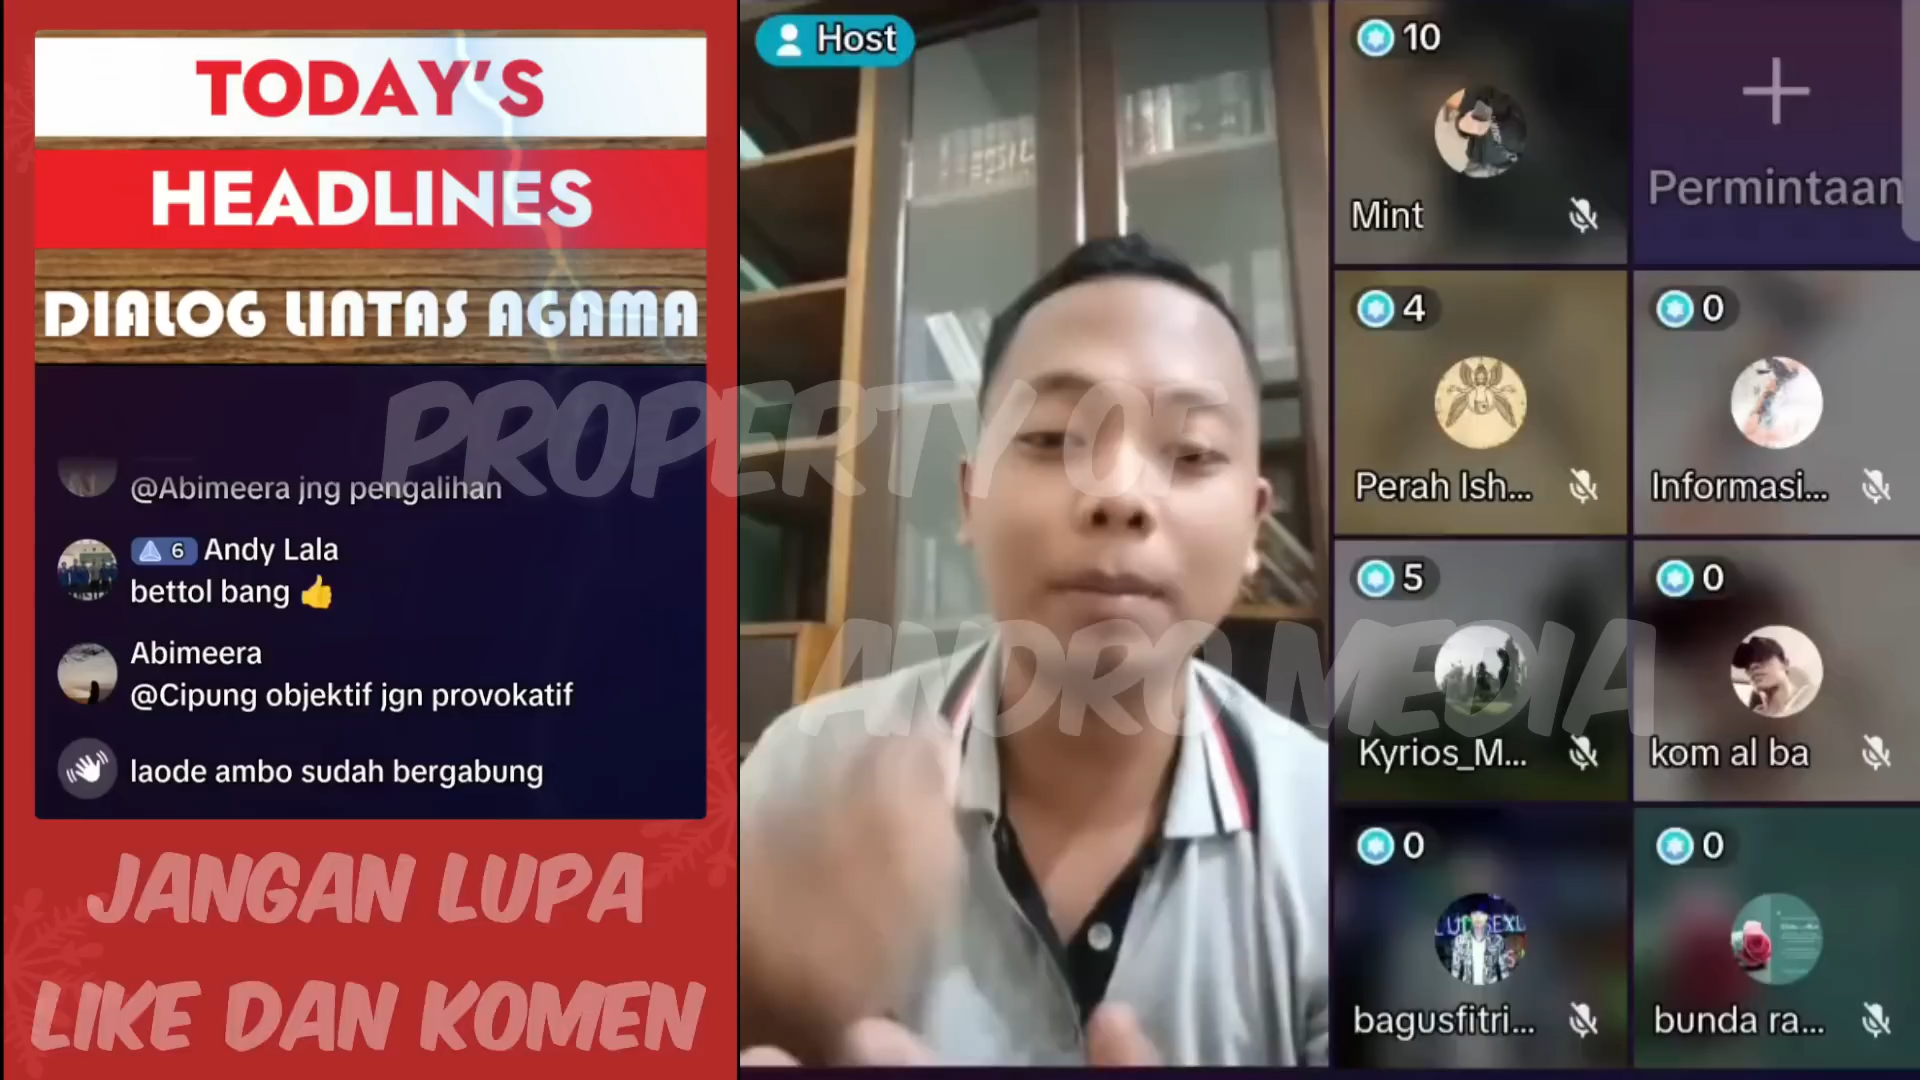 TODAY'S
HEADLINES
DIALOG LINTAS AGAMA
@Abimeera jng pengalihan
6 Andy Lala
bettol bang 👍
Abimeera
@Cipung objektif jgn provokatif
laode ambo sudah bergabung
JANGAN LUPA
LIKE DAN KOMEN
PROPERTY OF
ANDRO MEDIA
Host
10
Mint
Permintaan
4
Perah Ish...
0
Informasi...
5
Kyrios_M...
0
kom al ba
0
bagusfitri...
0
bunda ra...